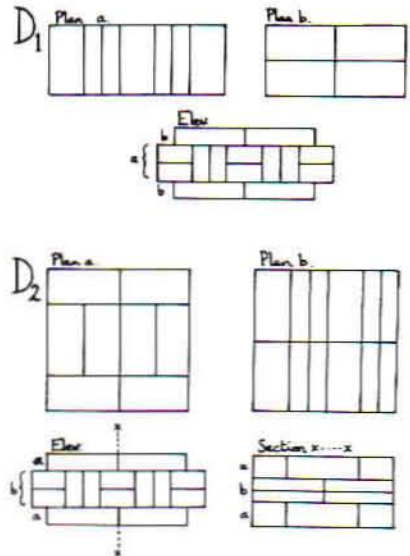 D1
Plan a.
Plan b.
Elev
b
a
b
D2
Plan a.
Plan b.
x
Elev
Section x-----x
a
b
a
x
a
b
a